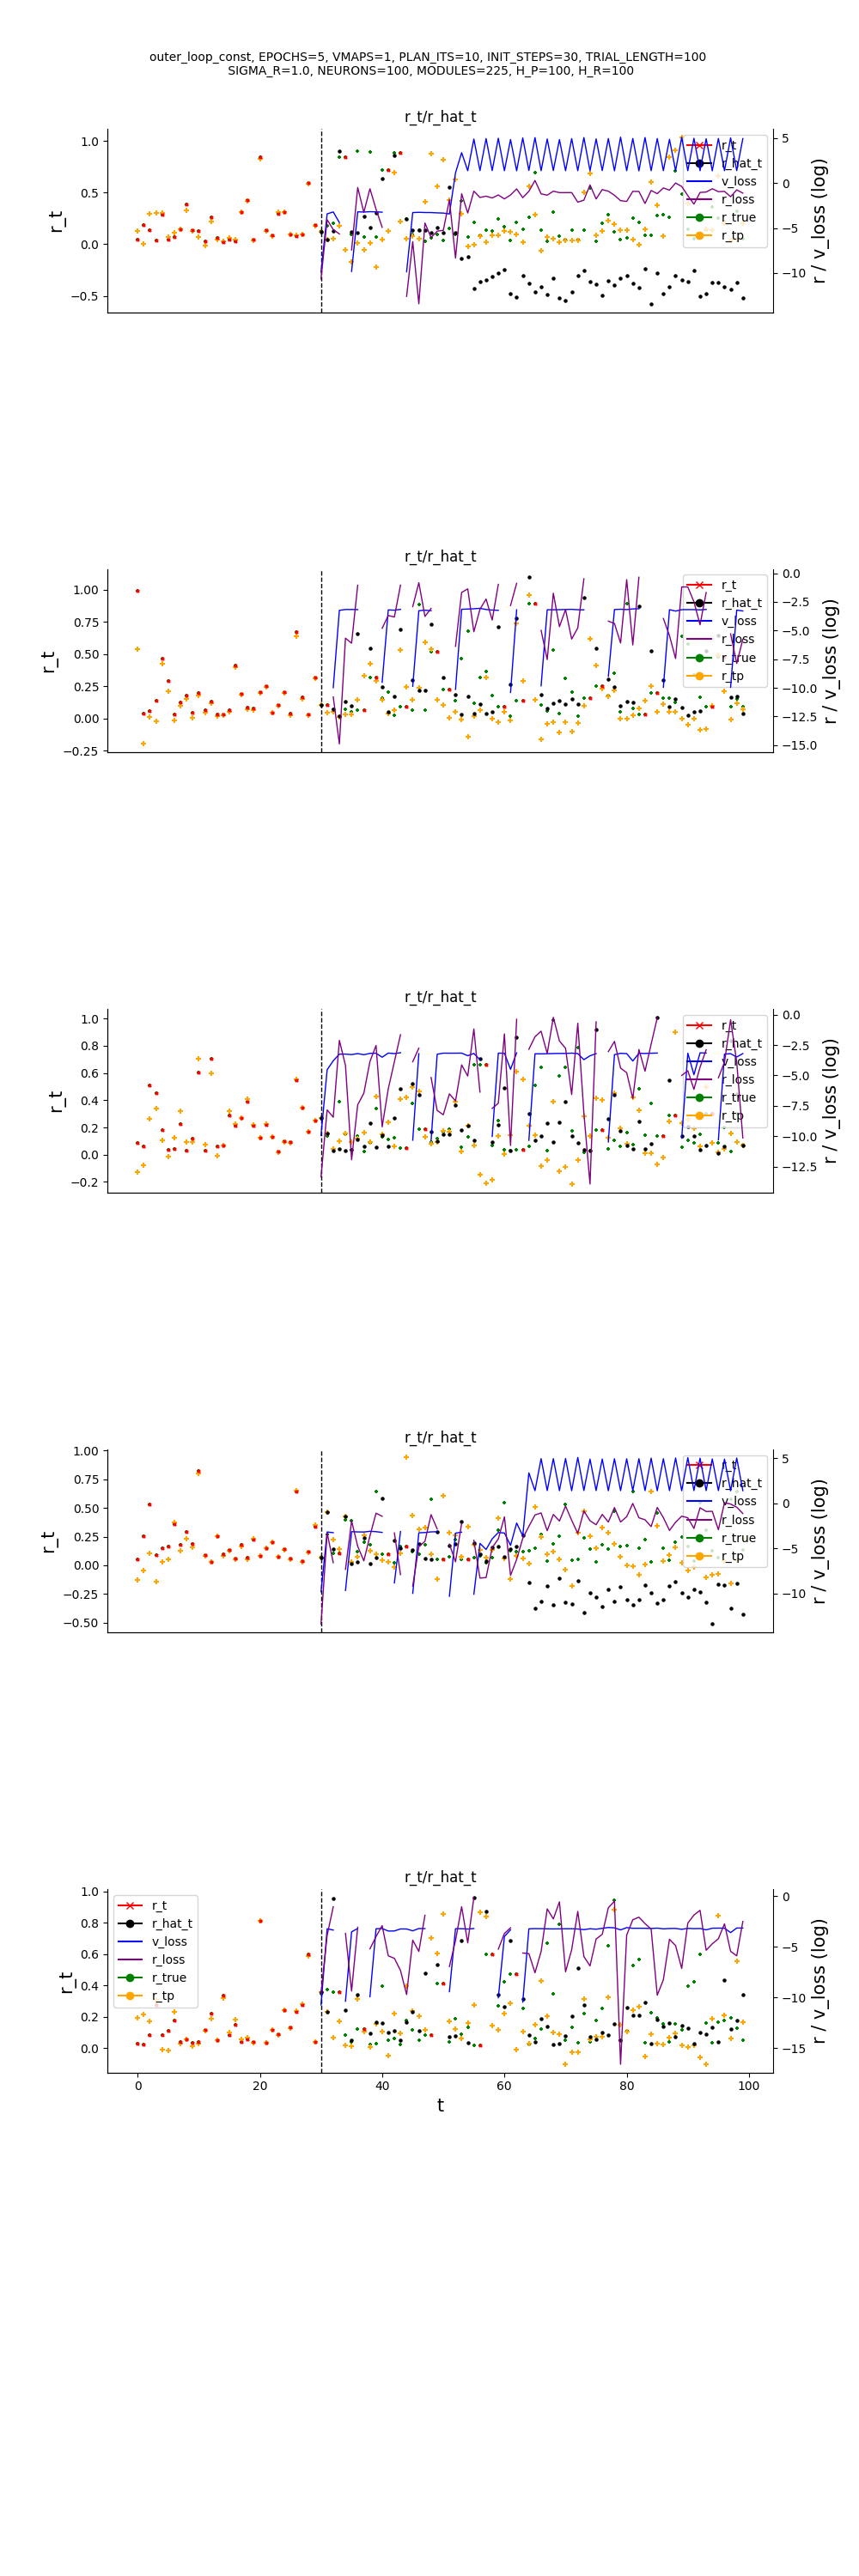 outer_loop_const, EPOCHS=5, VMAPS=1, PLAN_ITS=10, INIT_STEPS=30, TRIAL_LENGTH=100
SIGMA_R=1.0, NEURONS=100, MODULES=225, H_P=100, H_R=100
r_t/r_hat_t
1.0
0.5
0.0
−0.5
r_t
r_t
r_hat_t
v_loss
r_loss
r_true
r_tp
5
0
−5
−10
r / v_loss (log)
r_t/r_hat_t
1.00
0.75
0.50
0.25
0.00
−0.25
r_t
r_t
r_hat_t
v_loss
r_loss
r_true
r_tp
0.0
−2.5
−5.0
−7.5
−10.0
−12.5
−15.0
r / v_loss (log)
r_t/r_hat_t
1.0
0.8
0.6
0.4
0.2
0.0
−0.2
r_t
r_t
r_hat_t
v_loss
r_loss
r_true
r_tp
0.0
−2.5
−5.0
−7.5
−10.0
−12.5
r / v_loss (log)
r_t/r_hat_t
1.00
0.75
0.50
0.25
0.00
−0.25
−0.50
r_t
r_t
r_hat_t
v_loss
r_loss
r_true
r_tp
5
0
−5
−10
r / v_loss (log)
r_t/r_hat_t
1.0
0.8
0.6
0.4
0.2
0.0
r_t
r_t
r_hat_t
v_loss
r_loss
r_true
r_tp
0
−5
−10
−15
r / v_loss (log)
0
20
40
60
80
100
t